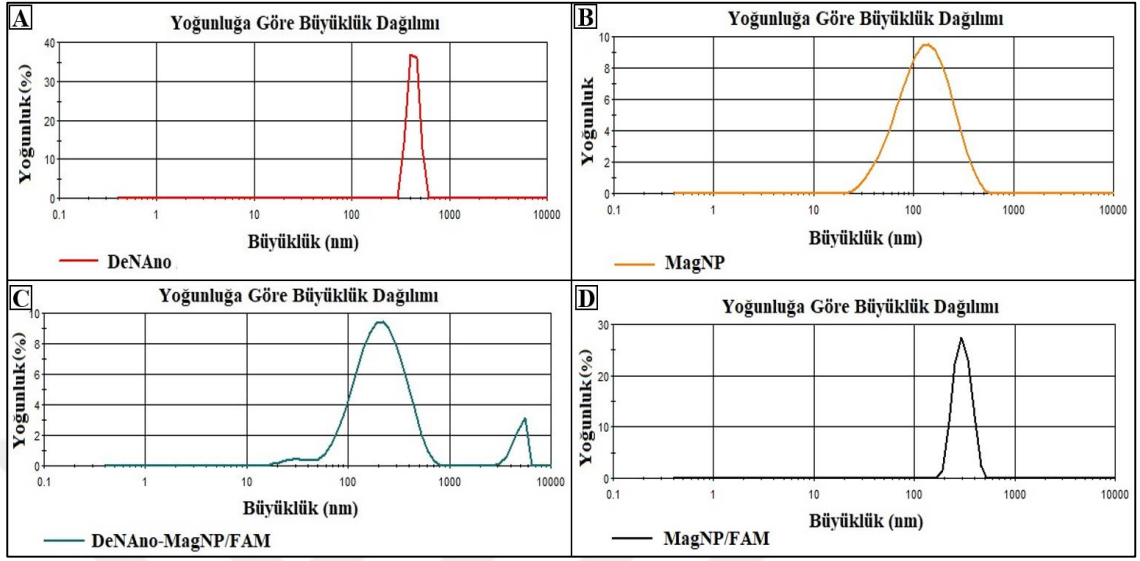 A
Yoğunluğa Göre Büyüklük Dağılımı
Yoğunluk (%)
40
30
20
10
0
0.1 1 10 100 1000 10000
Büyüklük (nm)
DeNAno
B
Yoğunluğa Göre Büyüklük Dağılımı
Yoğunluk
10
8
6
4
2
0
0.1 1 10 100 1000 10000
Büyüklük (nm)
MagNP
C
Yoğunluğa Göre Büyüklük Dağılımı
Yoğunluk(%)
10
8
6
4
2
0
0.1 1 10 100 1000 10000
Büyüklük (nm)
DeNAno-MagNP/FAM
D
Yoğunluğa Göre Büyüklük Dağılımı
Yoğunluk(%)
30
20
10
0
0.1 1 10 100 1000 10000
Büyüklük (nm)
MagNP/FAM